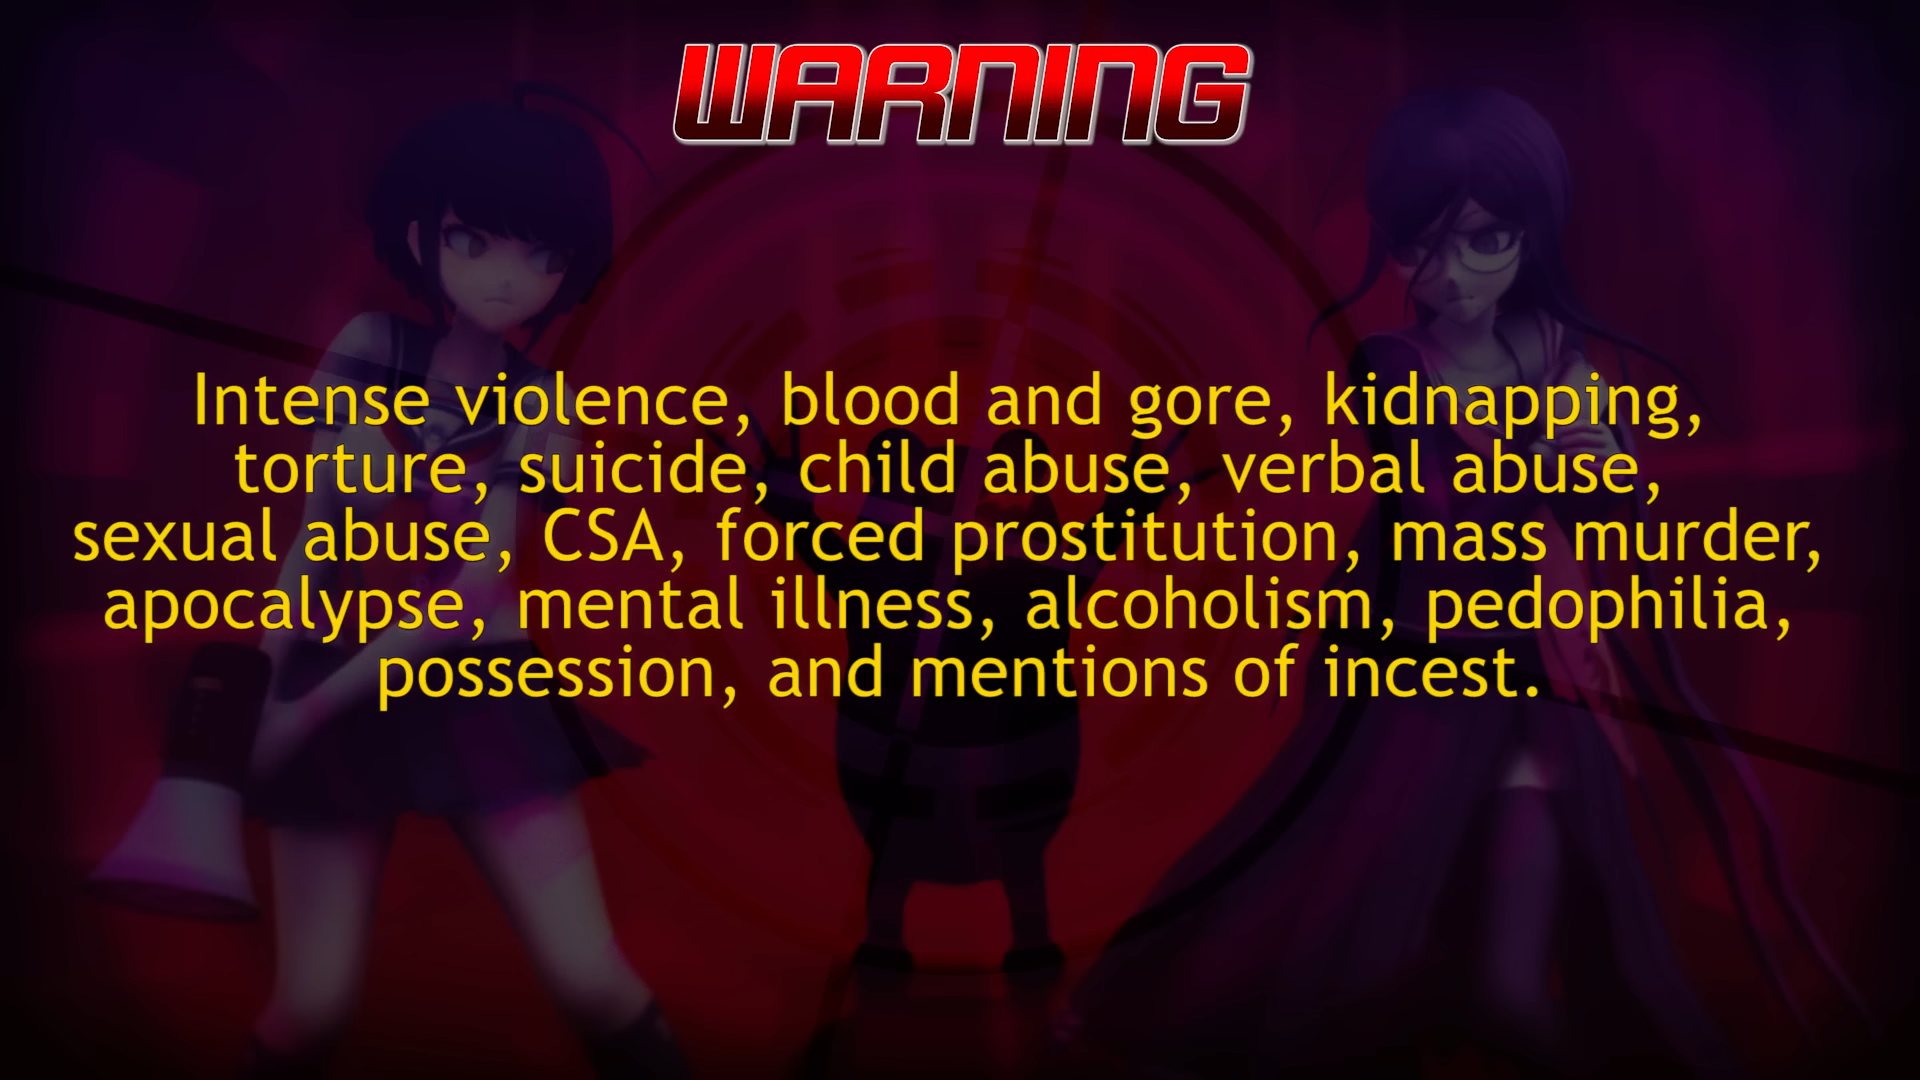 WARNING
Intense violence, blood and gore, kidnapping,
torture, suicide, child abuse, verbal abuse,
sexual abuse, CSA, forced prostitution, mass murder,
apocalypse, mental illness, alcoholism, pedophilia,
possession, and mentions of incest.